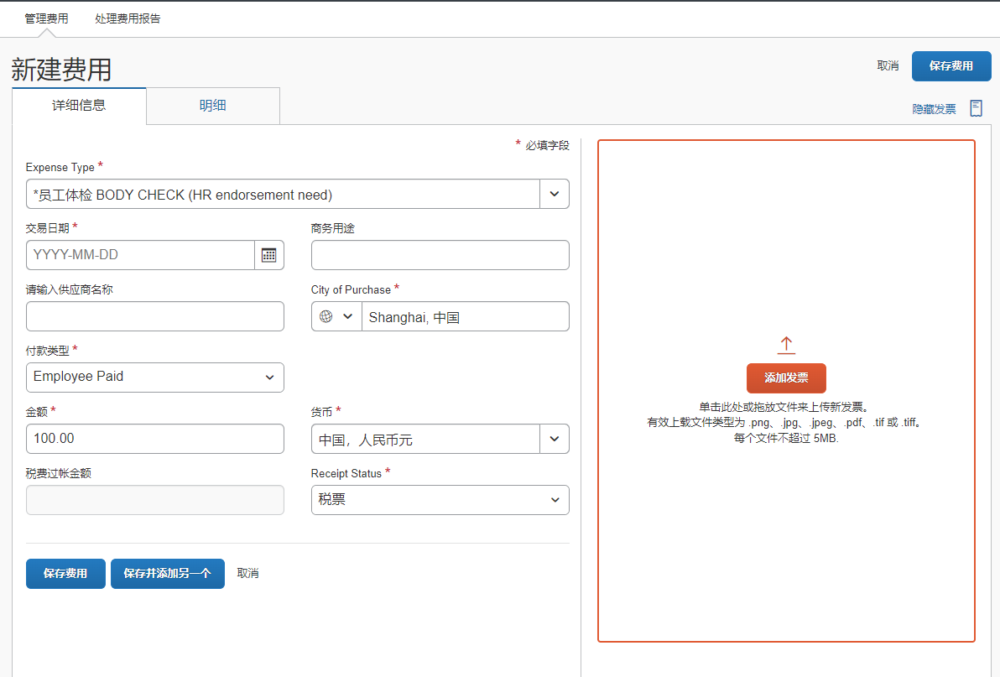 管理费用 处理费用报告
新建费用
取消 保存费用
详细信息 明细
隐藏发票
* 必填字段
Expense Type *
*员工体检 BODY CHECK (HR endorsement need)
交易日期 * 商务用途
YYYY-MM-DD
请输入供应商名称 City of Purchase *
Shanghai, 中国
付款类型 *
Employee Paid
金额 * 货币 *
100.00 中国，人民币元
税费过帐金额 Receipt Status *
税票
保存费用 保存并添加另一个 取消
添加发票
单击此处或拖放文件来上传新发票。
有效上载文件类型为 .png、.jpg、.jpeg、.pdf、.tif 或 .tiff。
每个文件不超过 5MB.